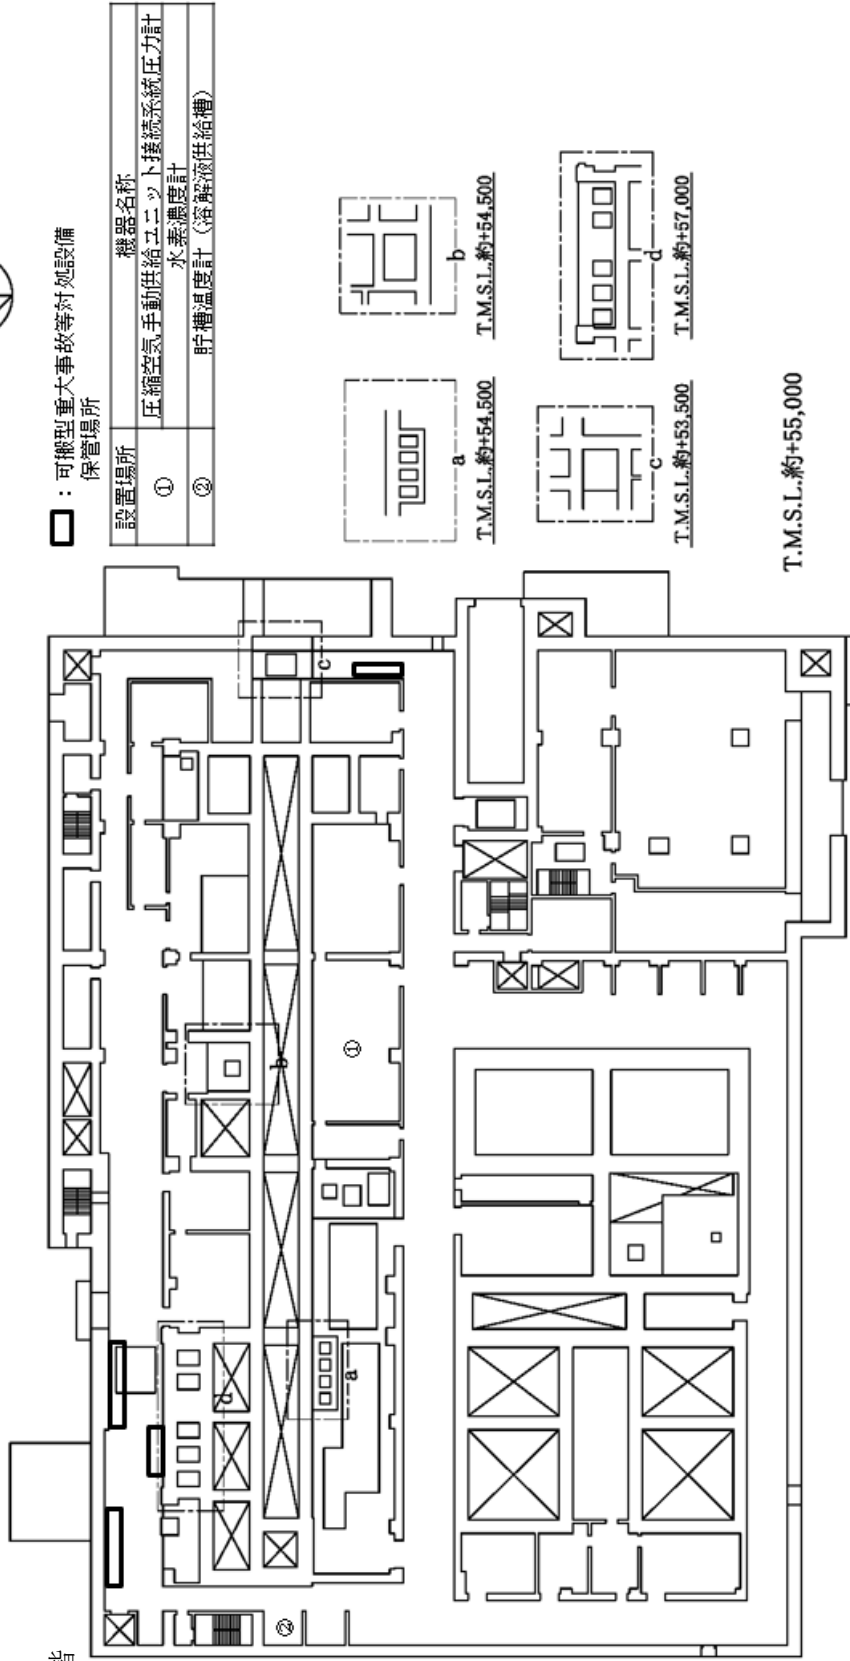 ：可搬型重大事故等対処設備
保管場所
設置場所 機器名称
① 圧縮空気手動供給ユニット接続系統圧力計
水素濃度計
② 貯槽温度計（溶解液供給槽）
a
T.M.S.L.約+54,500
b
T.M.S.L.約+54,500
c
T.M.S.L.約+53,500
d
T.M.S.L.約+57,000
T.M.S.L.約+55,000
c
b
①
d
a
②